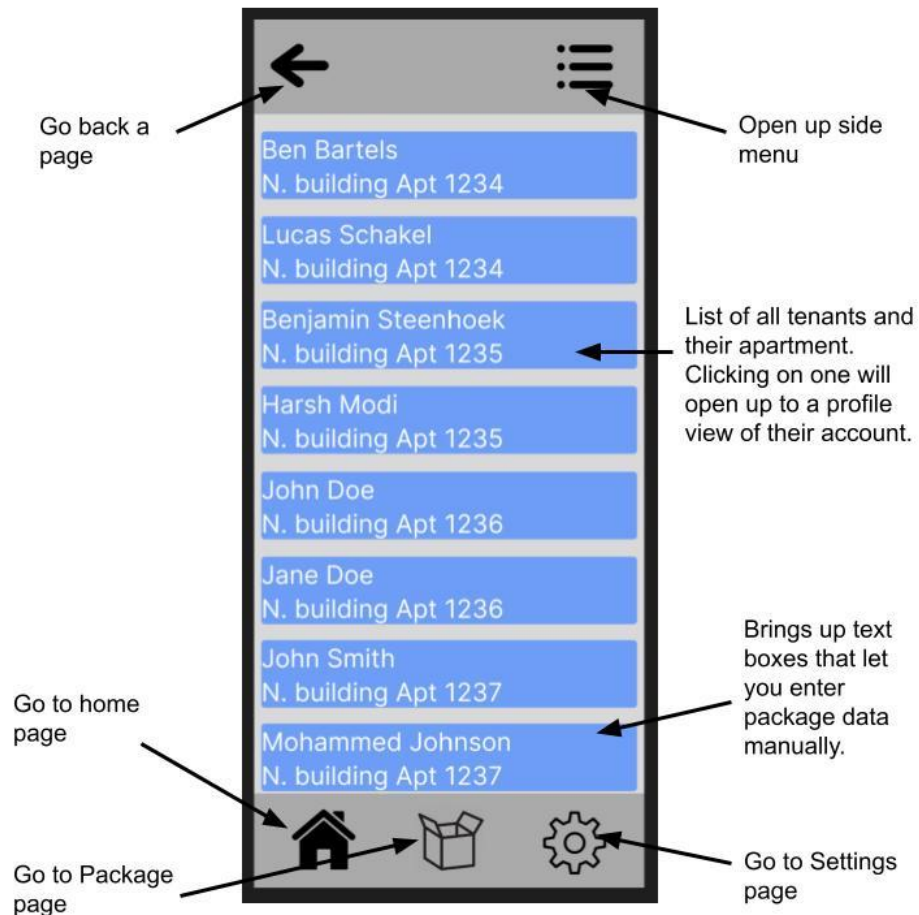 Go back a
page
Open up side
menu
Ben Bartels
N. building Apt 1234
Lucas Schakel
N. building Apt 1234
Benjamin Steenhoek
N. building Apt 1235
List of all tenants and
their apartment.
Clicking on one will
open up to a profile
view of their account.
Harsh Modi
N. building Apt 1235
John Doe
N. building Apt 1236
Jane Doe
N. building Apt 1236
John Smith
N. building Apt 1237
Brings up text
boxes that let
you enter
package data
manually.
Mohammed Johnson
N. building Apt 1237
Go to home
page
Go to Package
page
Go to Settings
page